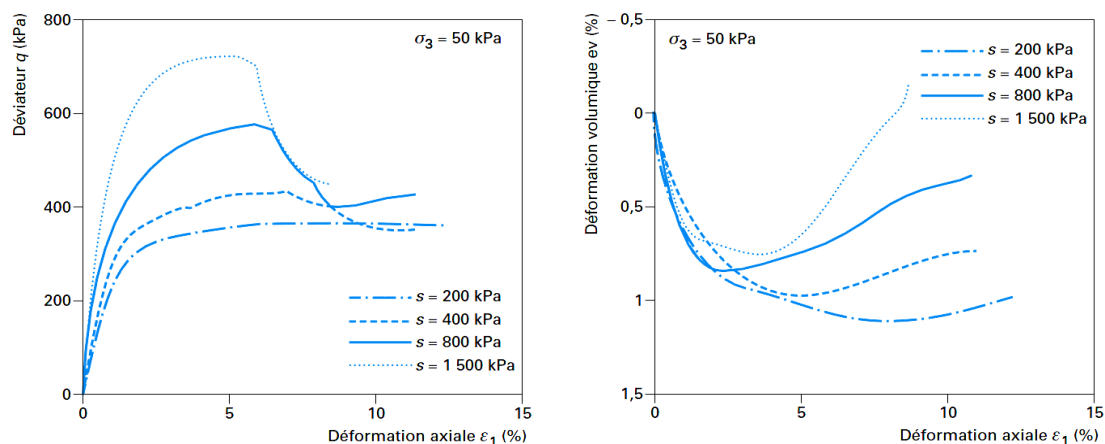 Déviateur q (kPa)
800
600
400
200
0
σ3 = 50 kPa
s = 200 kPa
s = 400 kPa
s = 800 kPa
s = 1 500 kPa
0
5
10
15
Déformation axiale ε1 (%)
Déformation volumique ev (%)
– 0,5
0
0,5
1
1,5
σ3 = 50 kPa
s = 200 kPa
s = 400 kPa
s = 800 kPa
s = 1 500 kPa
0
5
10
15
Déformation axiale ε1 (%)